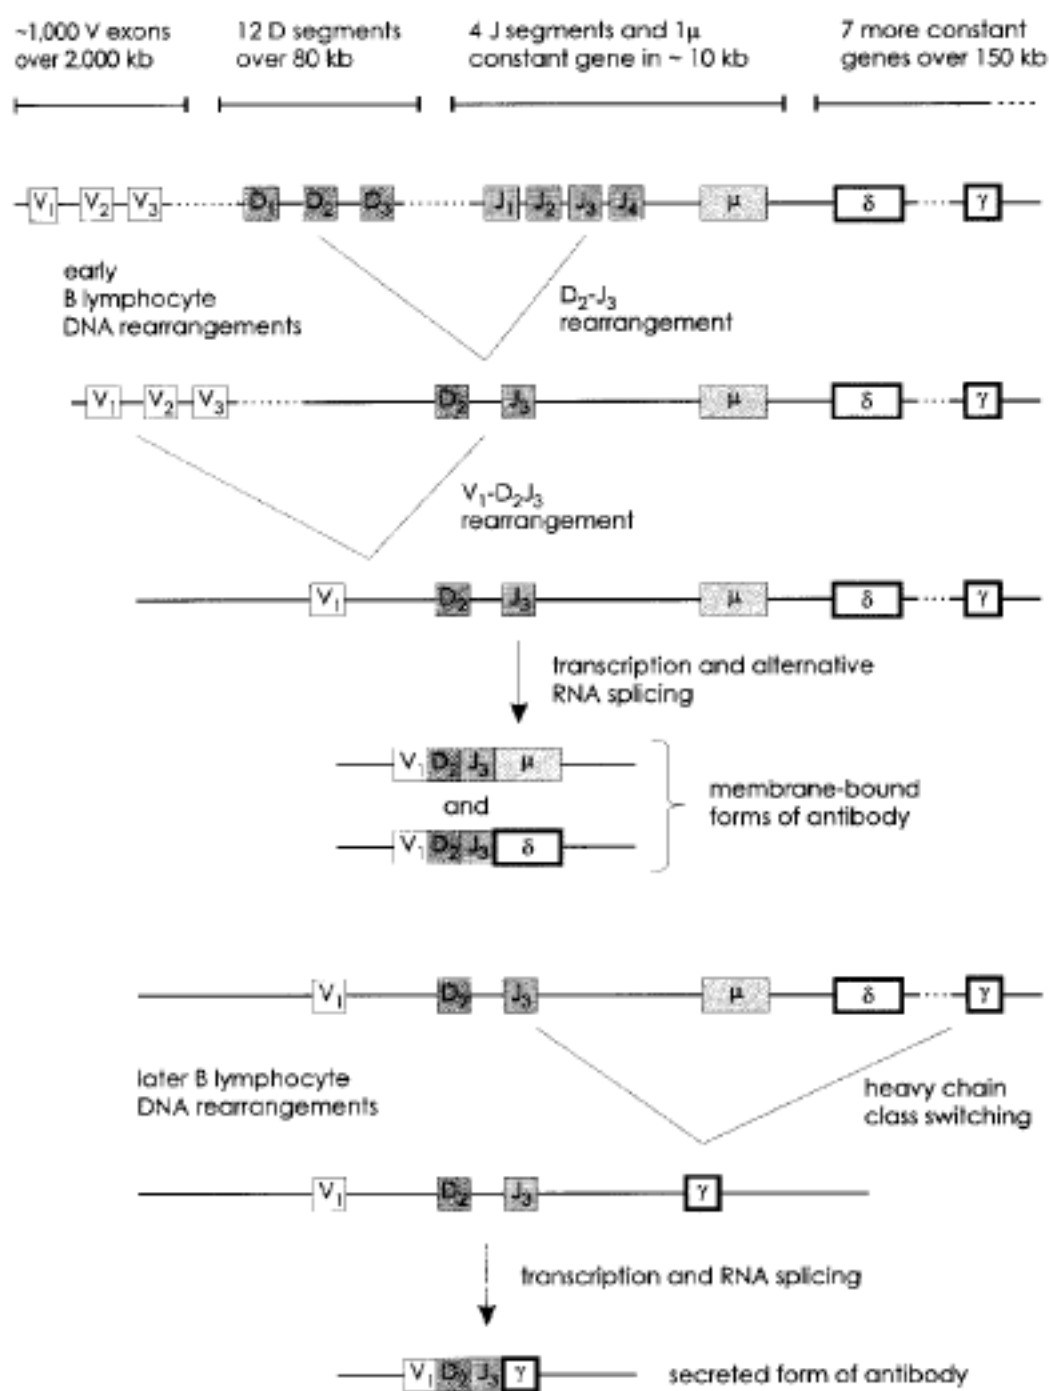 ~1,000 V exons
over 2,000 kb
12 D segments
over 80 kb
4 J segments and 1μ
constant gene in ~ 10 kb
7 more constant
genes over 150 kb
V₁ V₂ V₃ D₁ D₂ D₃ J₁ J₂ J₃ J₄ μ δ γ
early
B lymphocyte
DNA rearrangements
D₂-J₃
rearrangement
V₁ V₂ V₃ D₂ J₃ μ δ γ
V₁-D₂J₃
rearrangement
V₁ D₂ J₃ μ δ γ
transcription and alternative
RNA splicing
V₁ D₂ J₃ μ
and
V₁ D₂ J₃ δ
membrane-bound
forms of antibody
V₁ D₂ J₃ μ δ γ
later B lymphocyte
DNA rearrangements
heavy chain
class switching
V₁ D₂ J₃ γ
transcription and RNA splicing
V₁ D₂ J₃ γ
secreted form of antibody